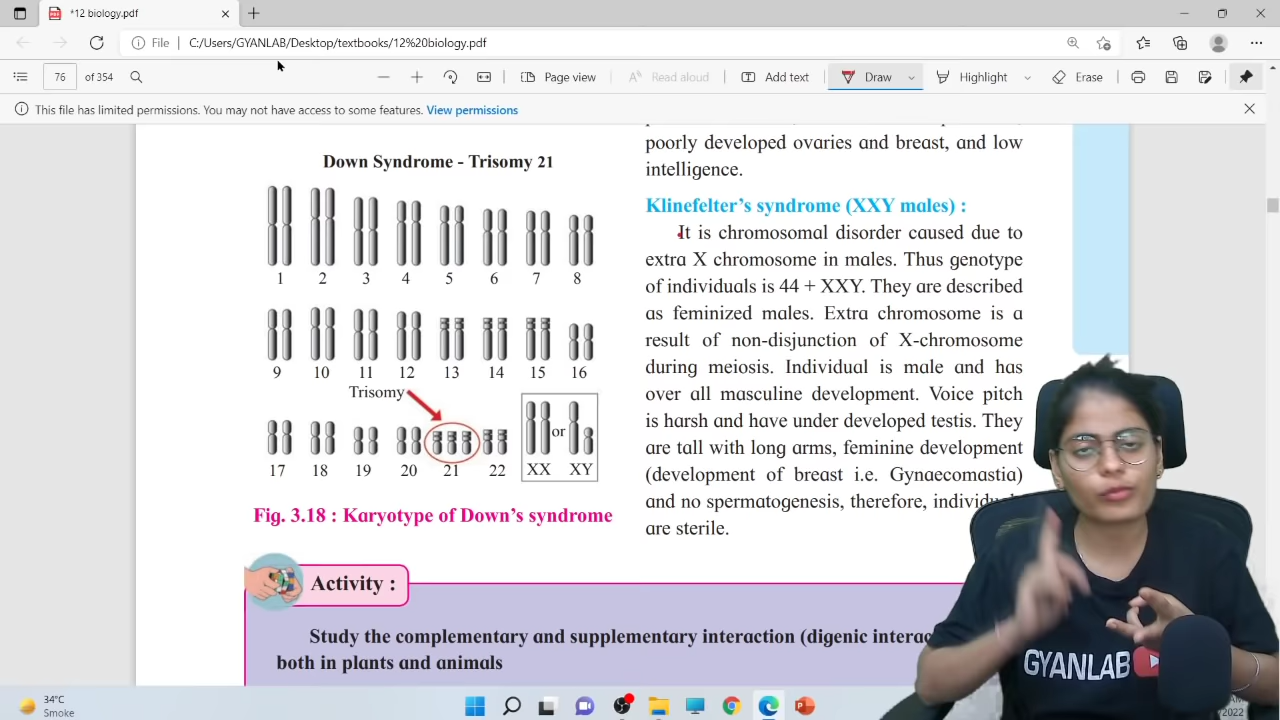 *12 biology.pdf
File
C:/Users/GYANLAB/Desktop/textbooks/12%20biology.pdf
76 of 354
Page view
Read aloud
Add text
Draw
Highlight
Erase
This file has limited permissions. You may not have access to some features. View permissions
Down Syndrome - Trisomy 21
1 2 3 4 5 6 7 8
9 10 11 12 13 14 15 16
Trisomy
or
17 18 19 20 21 22 XX XY
Fig. 3.18 : Karyotype of Down's syndrome
poorly developed ovaries and breast, and low
intelligence.
Klinefelter's syndrome (XXY males) :
It is chromosomal disorder caused due to
extra X chromosome in males. Thus genotype
of individuals is 44 + XXY. They are described
as feminized males. Extra chromosome is a
result of non-disjunction of X-chromosome
during meiosis. Individual is male and has
over all masculine development. Voice pitch
is harsh and have under developed testis. They
are tall with long arms, feminine development
(development of breast i.e. Gynaecomastia)
and no spermatogenesis, therefore,
are sterile.
Activity :
Study the complementary and supplementary interaction (digenic
both in plants and animals
GYANLAB
34°C
Smoke
2022